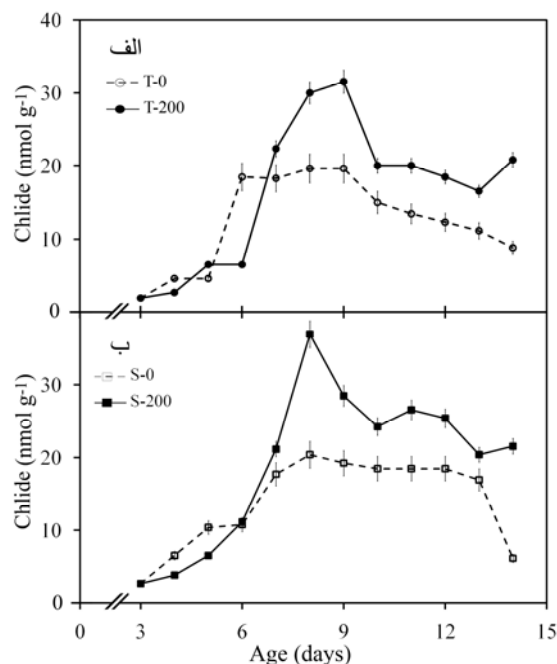 40
الف
T-0
T-200
30
Chlide (nmol g-1)
20
10
0
ب
S-0
S-200
30
Chlide (nmol g-1)
20
10
0
0 3 6 9 12 15
Age (days)